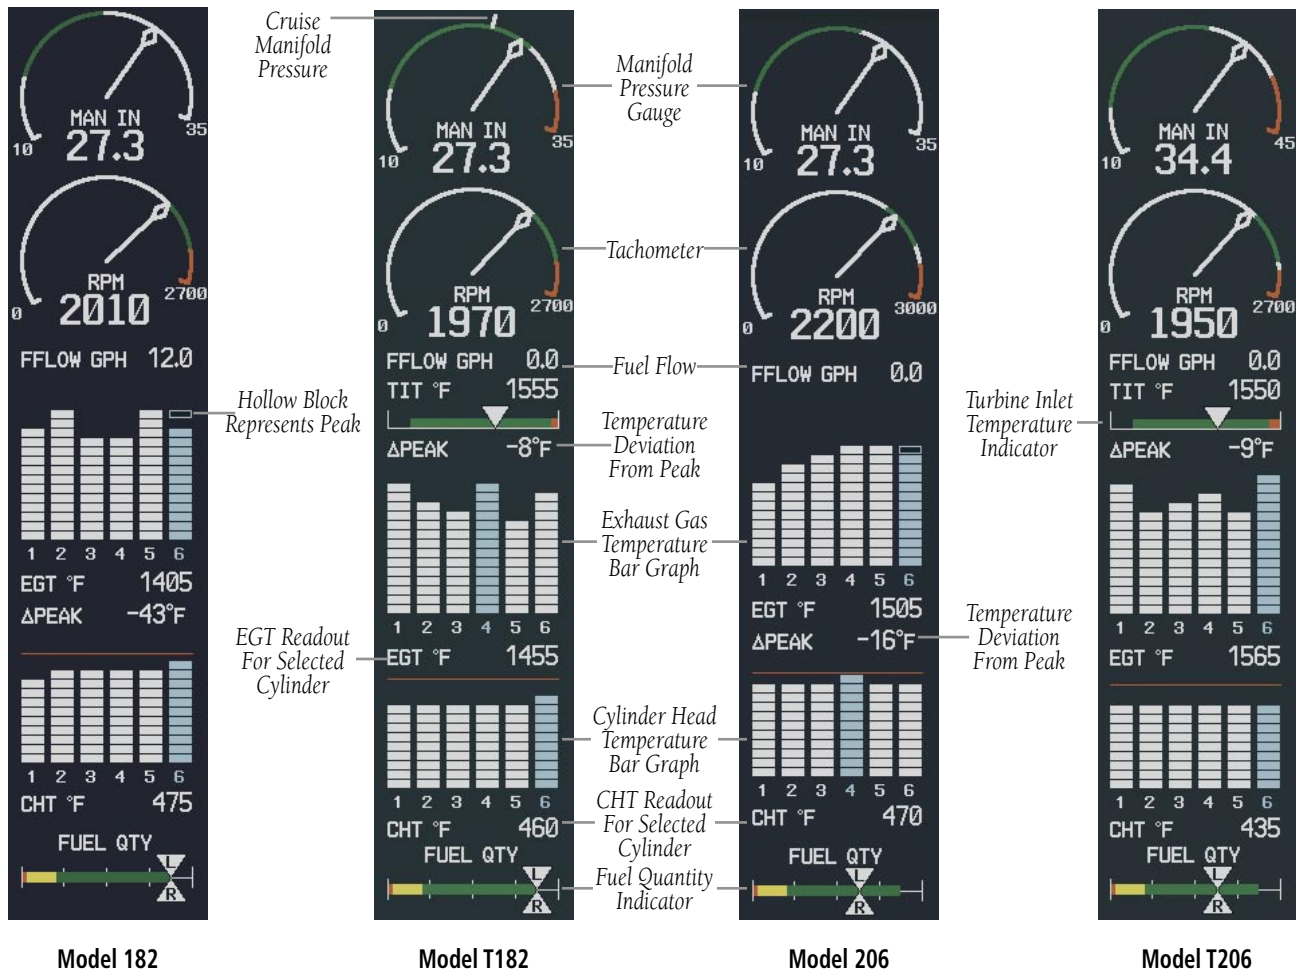 Cruise
Manifold
Pressure
Manifold
Pressure
Gauge
Tachometer
Fuel Flow
Hollow Block
Represents Peak
Temperature
Deviation
From Peak
Turbine Inlet
Temperature
Indicator
Exhaust Gas
Temperature
Bar Graph
EGT Readout
For Selected
Cylinder
Temperature
Deviation
From Peak
Cylinder Head
Temperature
Bar Graph
CHT Readout
For Selected
Cylinder
Fuel Quantity
Indicator
MAN IN
10 27.3 35
RPM
0 2010 2700
FFLOW GPH 12.0
1 2 3 4 5 6
EGT °F 1405
ΔPEAK -43°F
1 2 3 4 5 6
CHT °F 475
FUEL QTY
L
R
Model 182
MAN IN
10 27.3 35
RPM
0 1970 2700
FFLOW GPH 0.0
TIT °F 1555
ΔPEAK -8°F
1 2 3 4 5 6
EGT °F 1455
1 2 3 4 5 6
CHT °F 460
FUEL QTY
L
R
Model T182
MAN IN
10 27.3 35
RPM
0 2200 3000
FFLOW GPH 0.0
1 2 3 4 5 6
EGT °F 1505
ΔPEAK -16°F
1 2 3 4 5 6
CHT °F 470
FUEL QTY
L
R
Model 206
MAN IN
10 34.4 45
RPM
0 1950 2700
FFLOW GPH 0.0
TIT °F 1550
ΔPEAK -9°F
1 2 3 4 5 6
EGT °F 1565
1 2 3 4 5 6
CHT °F 435
FUEL QTY
L
R
Model T206